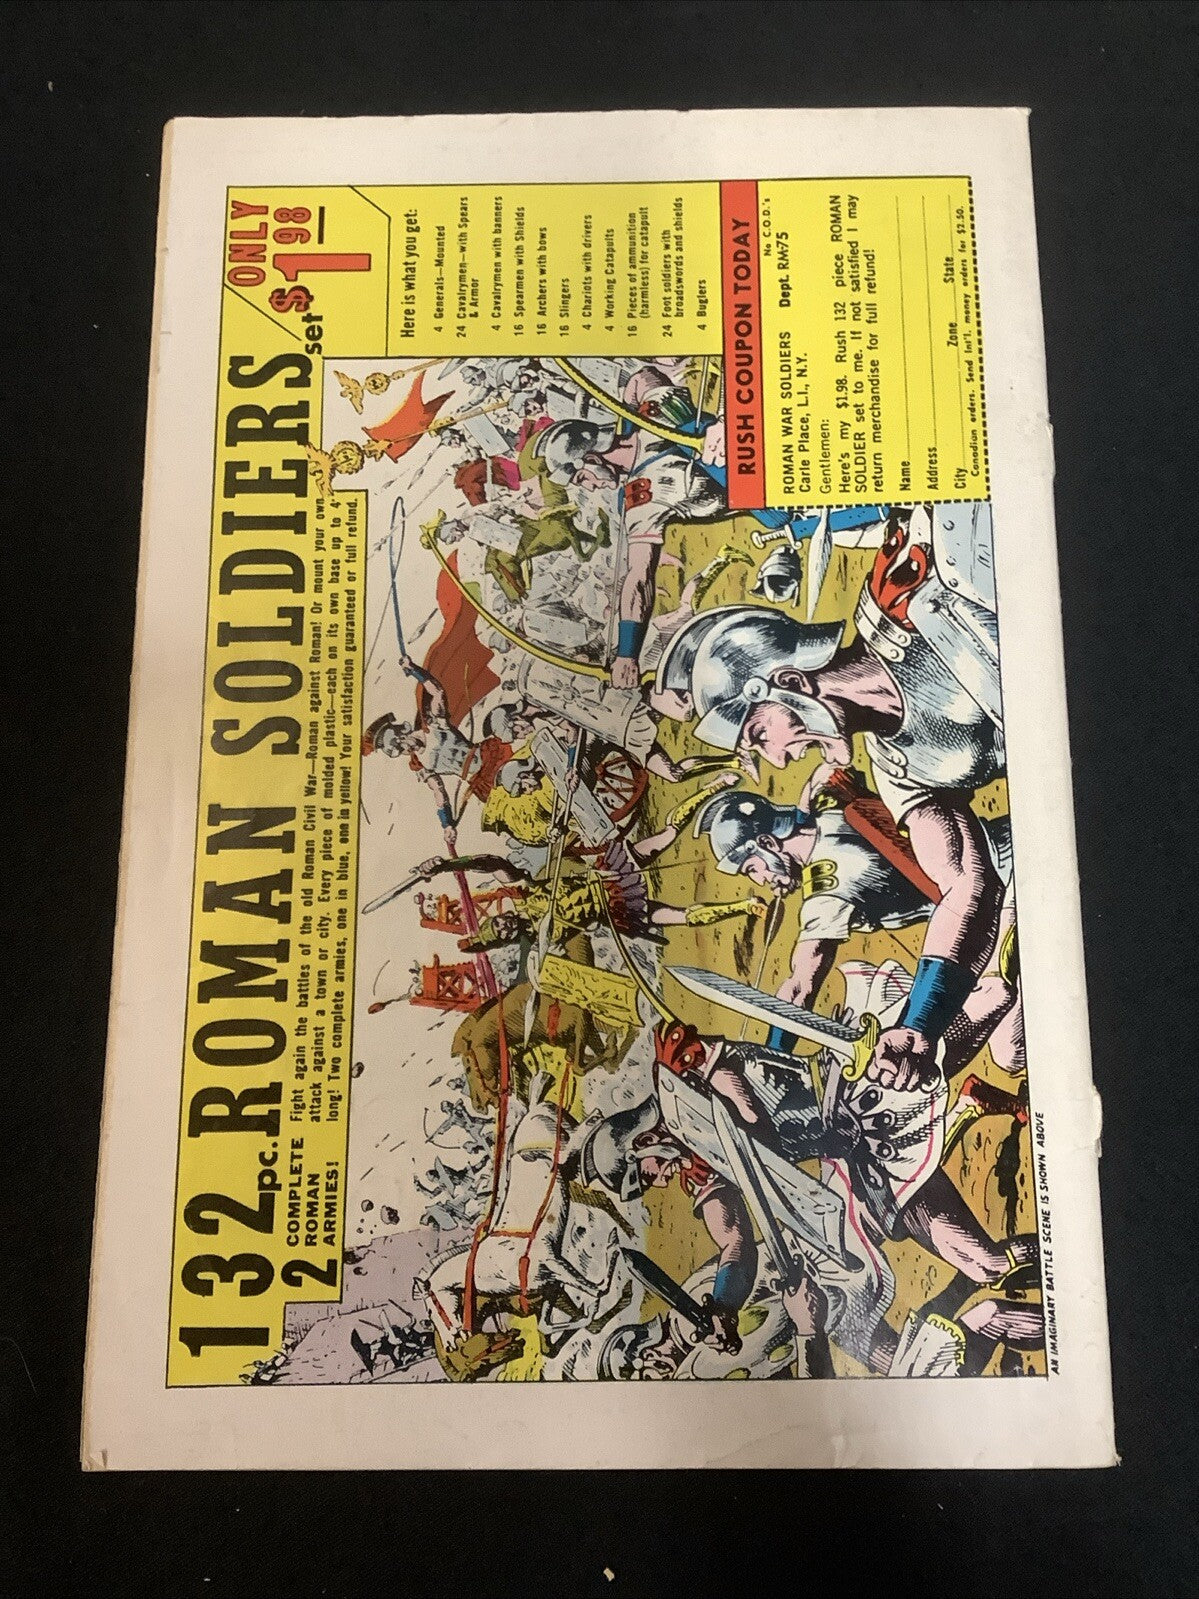 132 pc. ROMAN SOLDIERS
set
ONLY
$1.98
2 COMPLETE
ROMAN
ARMIES!
Fight again the battles of the old Roman Civil War—Roman against Roman! Or mount your own
attack against a town or city. Every piece of molded plastic—each on its own base up to 4"
long! Two complete armies, one in blue, one in yellow! Your satisfaction guaranteed or full refund.
Here is what you get:
4 Generals—Mounted
24 Cavalrymen—with Spears
& Armor
4 Cavalrymen with banners
16 Spearmen with Shields
16 Archers with bows
16 Slingers
4 Chariots with drivers
4 Working Catapults
16 Pieces of ammunition
(harmless) for catapult
24 Foot soldiers with
broadswords and shields
4 Buglers
RUSH COUPON TODAY
No C.O.D.'s
ROMAN WAR SOLDIERS Dept. RM-75
Carle Place, L.I., N.Y.
Gentlemen:
Here's my $1.98. Rush 132 piece ROMAN
SOLDIER set to me. If not satisfied I may
return merchandise for full refund!
Name
Address
City Zone State
Canadian orders. Send Int'l. money orders for $2.50.
AN IMAGINARY BATTLE SCENE IS SHOWN ABOVE